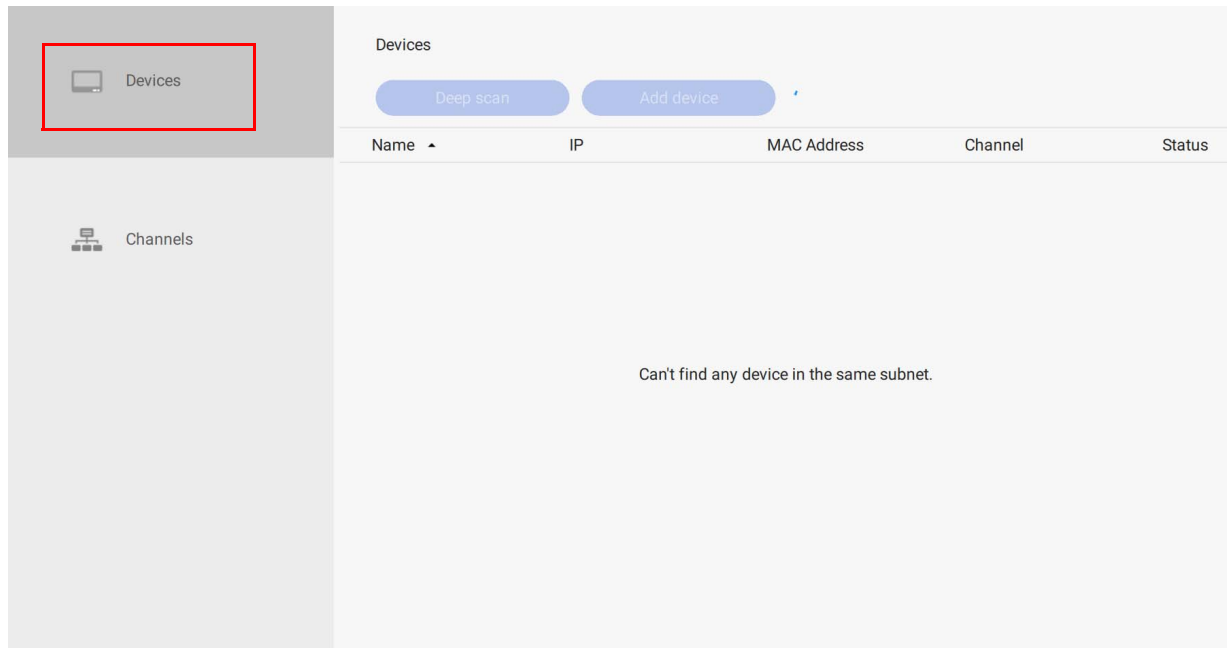 Devices
Channels
Devices
Deep scan Add device
Name IP MAC Address Channel Status
Can't find any device in the same subnet.